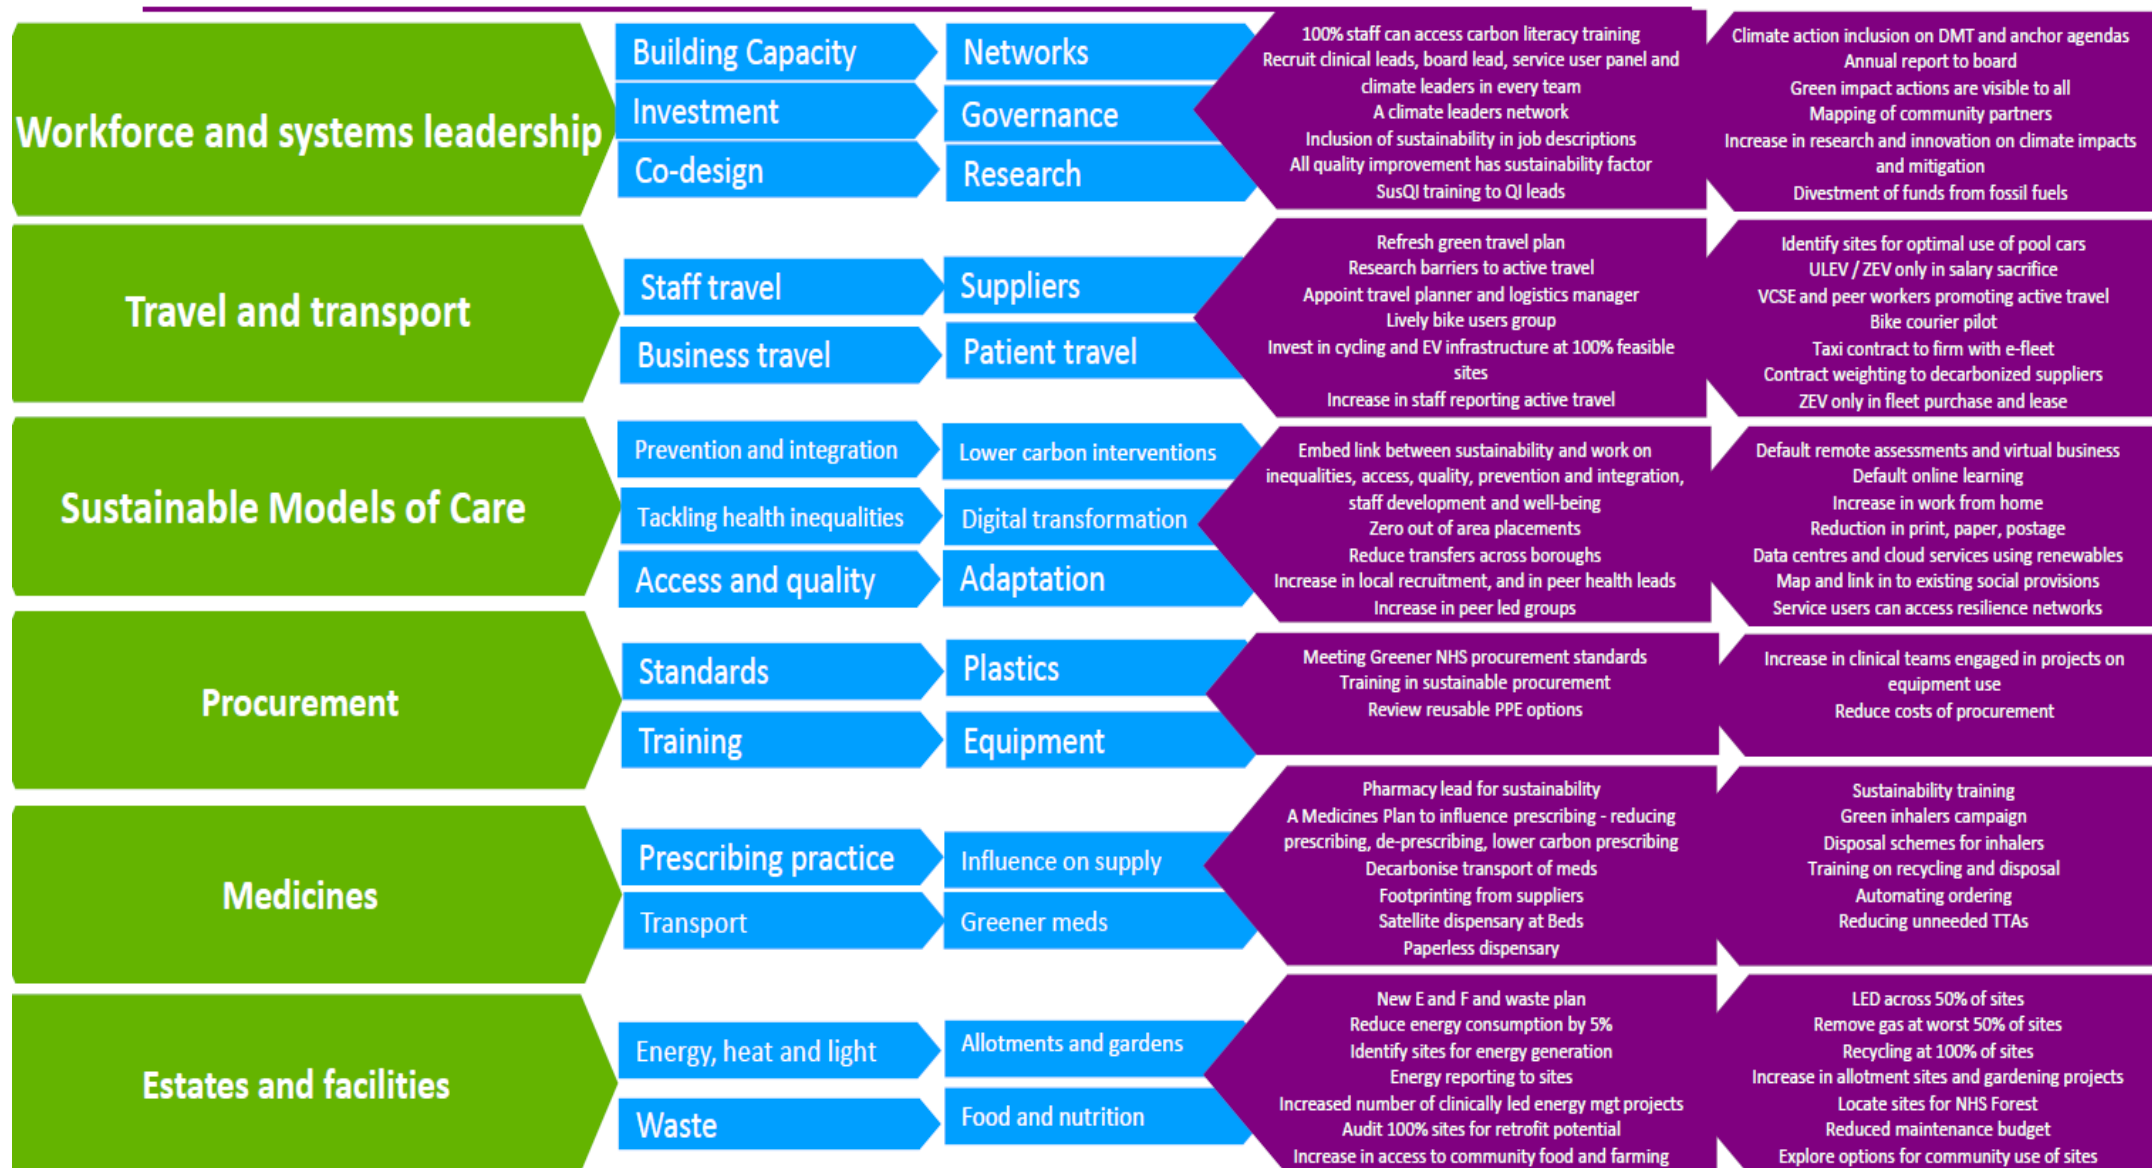 Workforce and systems leadership
Building Capacity
Investment
Co-design
Networks
Governance
Research
100% staff can access carbon literacy training
Recruit clinical leads, board lead, service user panel and
climate leaders in every team
A climate leaders network
Inclusion of sustainability in job descriptions
All quality improvement has sustainability factor
SusQI training to QI leads
Climate action inclusion on DMT and anchor agendas
Annual report to board
Green impact actions are visible to all
Mapping of community partners
Increase in research and innovation on climate impacts
and mitigation
Divestment of funds from fossil fuels
Travel and transport
Staff travel
Business travel
Suppliers
Patient travel
Refresh green travel plan
Research barriers to active travel
Appoint travel planner and logistics manager
Lively bike users group
Invest in cycling and EV infrastructure at 100% feasible
sites
Increase in staff reporting active travel
Identify sites for optimal use of pool cars
ULEV / ZEV only in salary sacrifice
VCSE and peer workers promoting active travel
Bike courier pilot
Taxi contract to firm with e-fleet
Contract weighting to decarbonized suppliers
ZEV only in fleet purchase and lease
Sustainable Models of Care
Prevention and integration
Tackling health inequalities
Access and quality
Lower carbon interventions
Digital transformation
Adaptation
Embed link between sustainability and work on
inequalities, access, quality, prevention and integration,
staff development and well-being
Zero out of area placements
Reduce transfers across boroughs
Increase in local recruitment, and in peer health leads
Increase in peer led groups
Default remote assessments and virtual business
Default online learning
Increase in work from home
Reduction in print, paper, postage
Data centres and cloud services using renewables
Map and link in to existing social provisions
Service users can access resilience networks
Procurement
Standards
Training
Plastics
Equipment
Meeting Greener NHS procurement standards
Training in sustainable procurement
Review reusable PPE options
Increase in clinical teams engaged in projects on
equipment use
Reduce costs of procurement
Medicines
Prescribing practice
Transport
Influence on supply
Greener meds
Pharmacy lead for sustainability
A Medicines Plan to influence prescribing - reducing
prescribing, de-prescribing, lower carbon prescribing
Decarbonise transport of meds
Footprinting from suppliers
Satellite dispensary at Beds
Paperless dispensary
Sustainability training
Green inhalers campaign
Disposal schemes for inhalers
Training on recycling and disposal
Automating ordering
Reducing unneeded TTAs
Estates and facilities
Energy, heat and light
Waste
Allotments and gardens
Food and nutrition
New E and F and waste plan
Reduce energy consumption by 5%
Identify sites for energy generation
Energy reporting to sites
Increased number of clinically led energy mgt projects
Audit 100% sites for retrofit potential
Increase in access to community food and farming
LED across 50% of sites
Remove gas at worst 50% of sites
Recycling at 100% of sites
Increase in allotment sites and gardening projects
Locate sites for NHS Forest
Reduced maintenance budget
Explore options for community use of sites